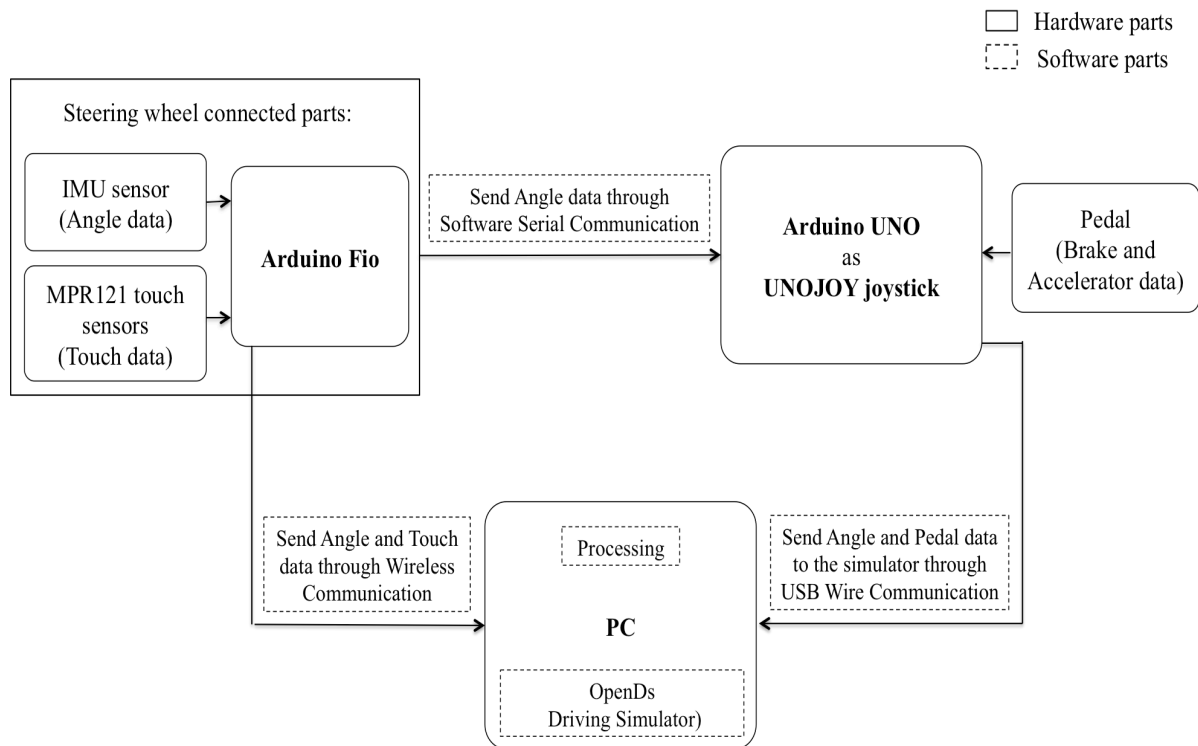 Hardware parts
Software parts
Steering wheel connected parts:
IMU sensor
(Angle data)
MPR121 touch
sensors
(Touch data)
Arduino Fio
Send Angle data through
Software Serial Communication
Arduino UNO
as
UNOJOY joystick
Pedal
(Brake and
Accelerator data)
Send Angle and Touch
data through Wireless
Communication
Processing
PC
OpenDs
Driving Simulator)
Send Angle and Pedal data
to the simulator through
USB Wire Communication